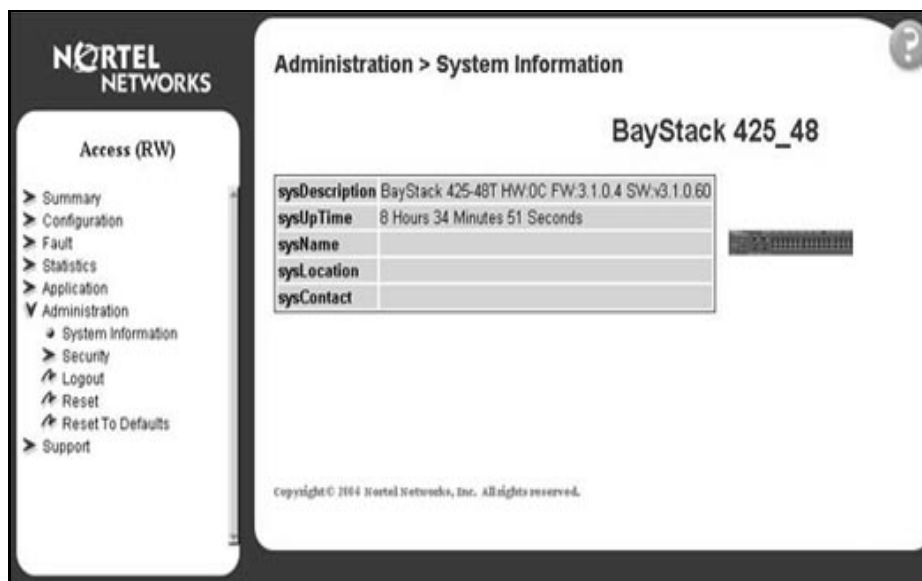 NORTEL
NETWORKS
Access (RW)
Summary
Configuration
Fault
Statistics
Application
Administration
System Information
Security
Logout
Reset
Reset To Defaults
Support
?
Administration > System Information
BayStack 425_48
sysDescription BayStack 425-48T HW:0C FW:3.1.0.4 SW:v3.1.0.60
sysUpTime 8 Hours 34 Minutes 51 Seconds
sysName
sysLocation
sysContact
Copyright © 2004 Nortel Networks, Inc. All rights reserved.